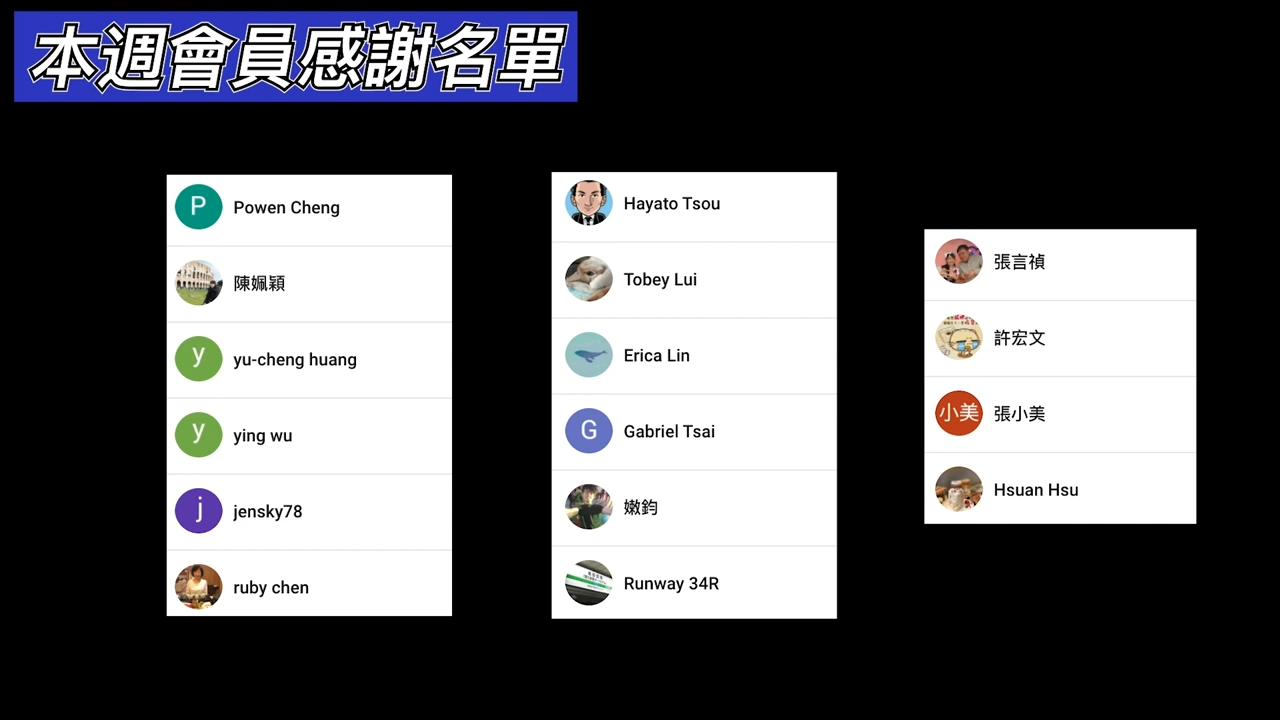 本週會員感謝名單
P Powen Cheng
陳姵穎
y yu-cheng huang
y ying wu
j jensky78
ruby chen
Hayato Tsou
Tobey Lui
Erica Lin
G Gabriel Tsai
嫩鈞
Runway 34R
張言禎
許宏文
小美 張小美
Hsuan Hsu